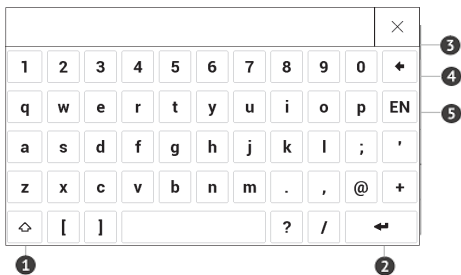 3
1 2 3 4 5 6 7 8 9 0
4
q w e r t y u i o p EN
5
a s d f g h j k l ; '
z x c v b n m . , @ +
[ ] ? /
1 2